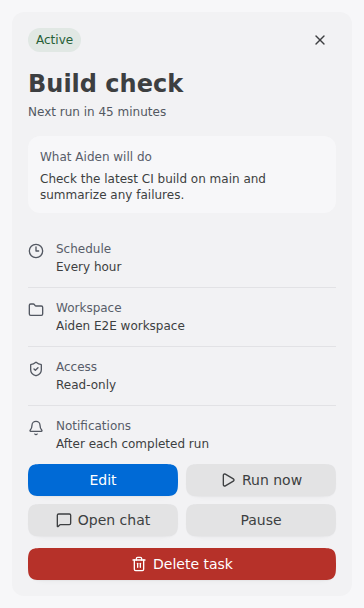 Active
Build check
Next run in 45 minutes
What Aiden will do
Check the latest CI build on main and
summarize any failures.
Schedule
Every hour
Workspace
Aiden E2E workspace
Access
Read-only
Notifications
After each completed run
Edit
Run now
Open chat
Pause
Delete task